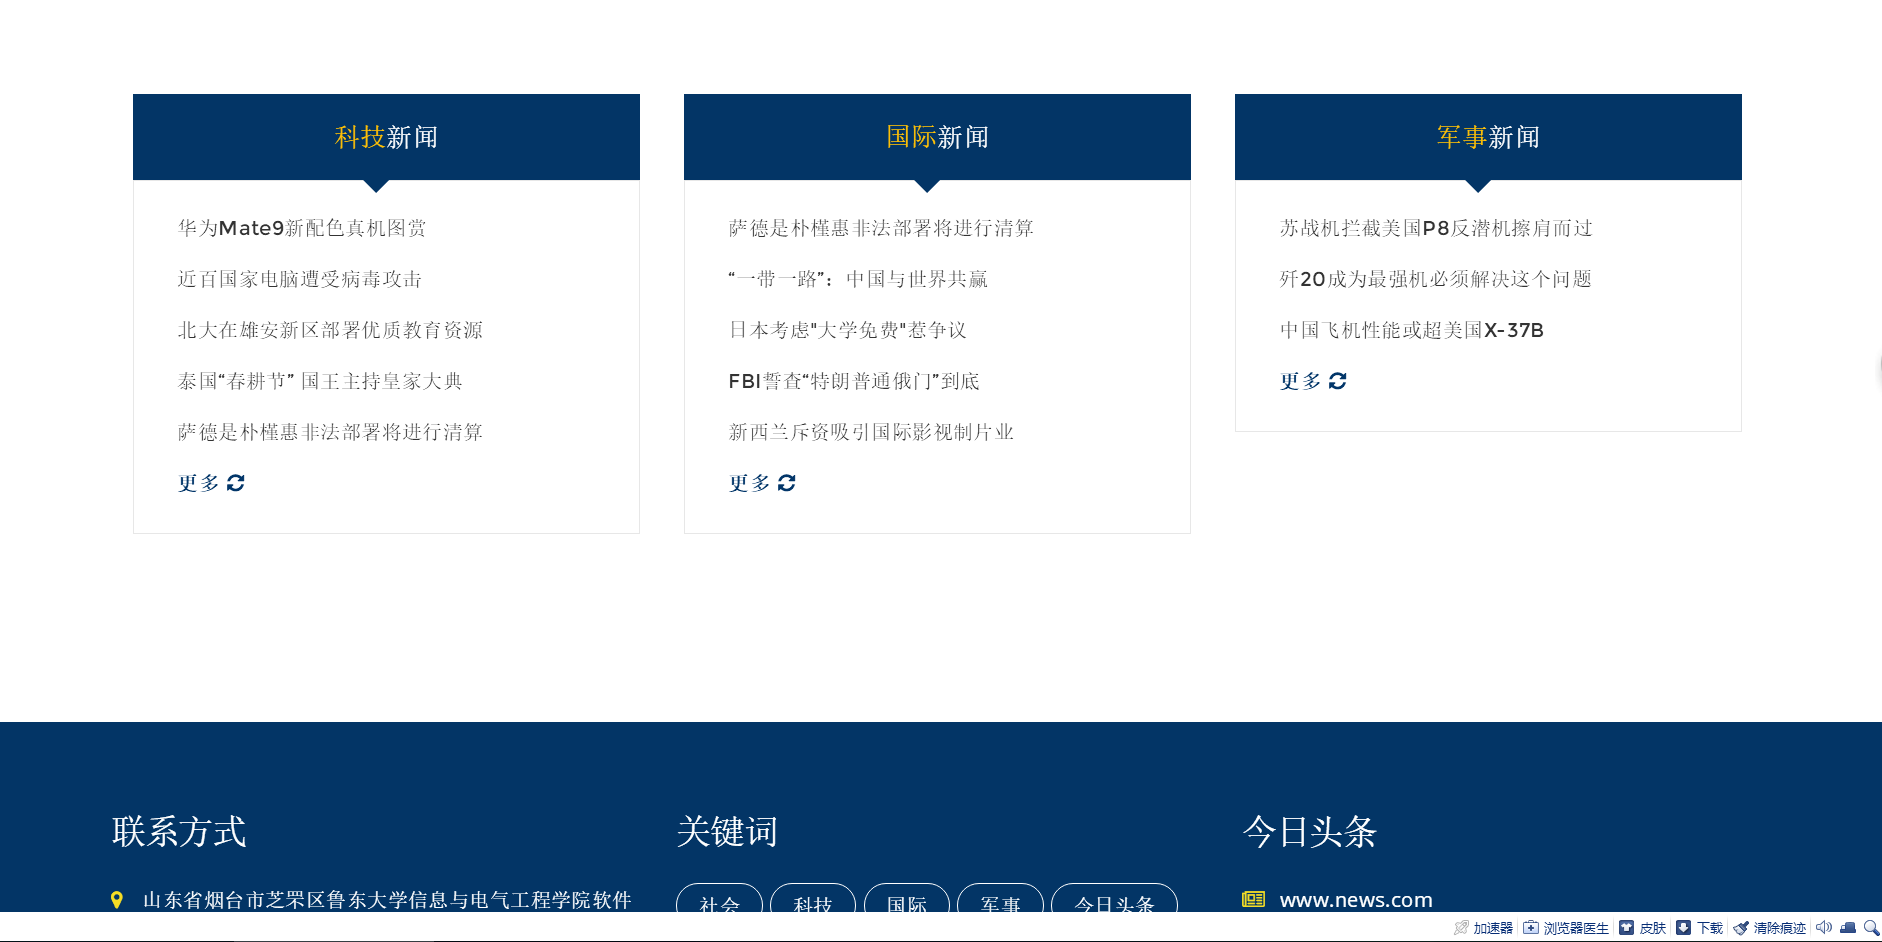 科技新闻
华为Mate9新配色真机图赏
近百国家电脑遭受病毒攻击
北大在雄安新区部署优质教育资源
泰国“春耕节” 国王主持皇家大典
萨德是朴槿惠非法部署将进行清算
更多
国际新闻
萨德是朴槿惠非法部署将进行清算
“一带一路”：中国与世界共赢
日本考虑"大学免费"惹争议
FBI誓查“特朗普通俄门”到底
新西兰斥资吸引国际影视制片业
更多
军事新闻
苏战机拦截美国P8反潜机擦肩而过
歼20成为最强机必须解决这个问题
中国飞机性能或超美国X-37B
更多
联系方式
山东省烟台市芝罘区鲁东大学信息与电气工程学院软件
关键词
社会 科技 国际 军事 今日头条
今日头条
www.news.com
加速器 浏览器医生 皮肤 下载 清除痕迹